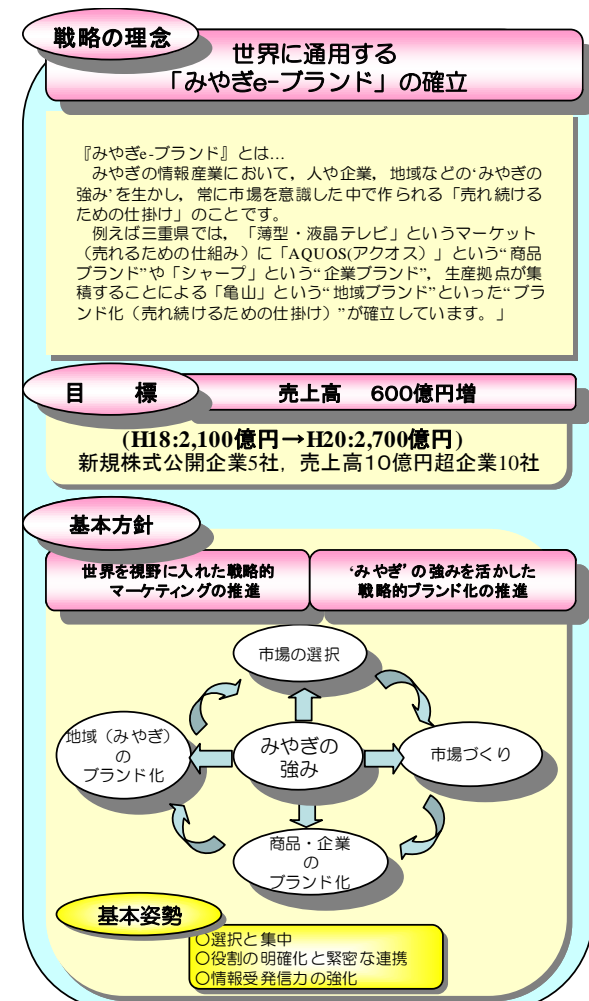 戦略の理念
世界に通用する
「みやぎe-ブランド」の確立
『みやぎe-ブランド』とは…
みやぎの情報産業において，人や企業，地域などの‘みやぎの
強み’を生かし，常に市場を意識した中で作られる「売れ続ける
ための仕掛け」のことです。
例えば三重県では，「薄型・液晶テレビ」というマーケット
（売れるための仕組み）に「AQUOS(アクオス）」という“商品
ブランド”や「シャープ」という“企業ブランド”，生産拠点が集
積することによる「亀山」という“地域ブランド”といった“ブラ
ンド化（売れ続けるための仕掛け）”が確立しています。」
目　標
売上高　600億円増
(H18:2,100億円→H20:2,700億円)
新規株式公開企業5社，売上高10億円超企業10社
基本方針
世界を視野に入れた戦略的
マーケティングの推進
‘みやぎ’の強みを活かした
戦略的ブランド化の推進
市場の選択
地域（みやぎ）
の
ブランド化
みやぎの
強み
市場づくり
商品・企業
の
ブランド化
基本姿勢
○選択と集中
○役割の明確化と緊密な連携
○情報受発信力の強化